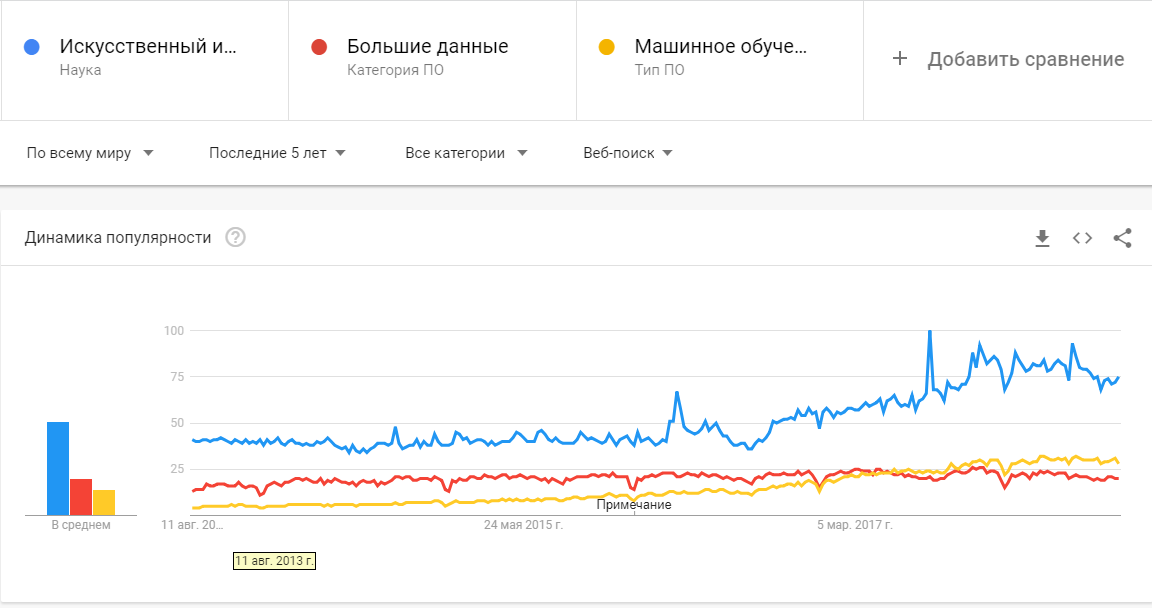 Искусственный и...
Наука
Большие данные
Категория ПО
Машинное обуче...
Тип ПО
+ Добавить сравнение
По всему миру
Последние 5 лет
Все категории
Веб-поиск
Динамика популярности
?
100
75
50
25
Примечание
В среднем
11 авг. 20...
24 мая 2015 г.
5 мар. 2017 г.
11 авг. 2013 г.